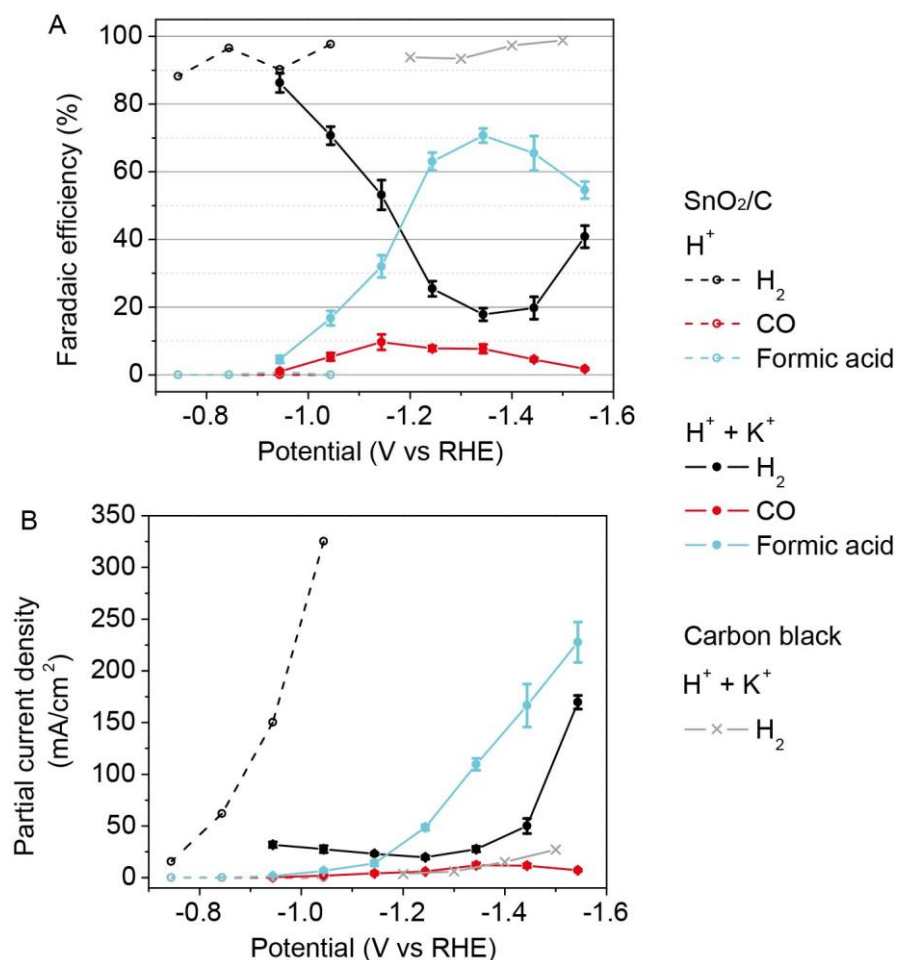 A
Faradaic efficiency (%)
100
80
60
40
20
0
-0.8 -1.0 -1.2 -1.4 -1.6
Potential (V vs RHE)
B
Partial current density
(mA/cm²)
350
300
250
200
150
100
50
0
-0.8 -1.0 -1.2 -1.4 -1.6
Potential (V vs RHE)
SnO₂/C
H⁺
H₂
CO
Formic acid
H⁺ + K⁺
H₂
CO
Formic acid
Carbon black
H⁺ + K⁺
H₂